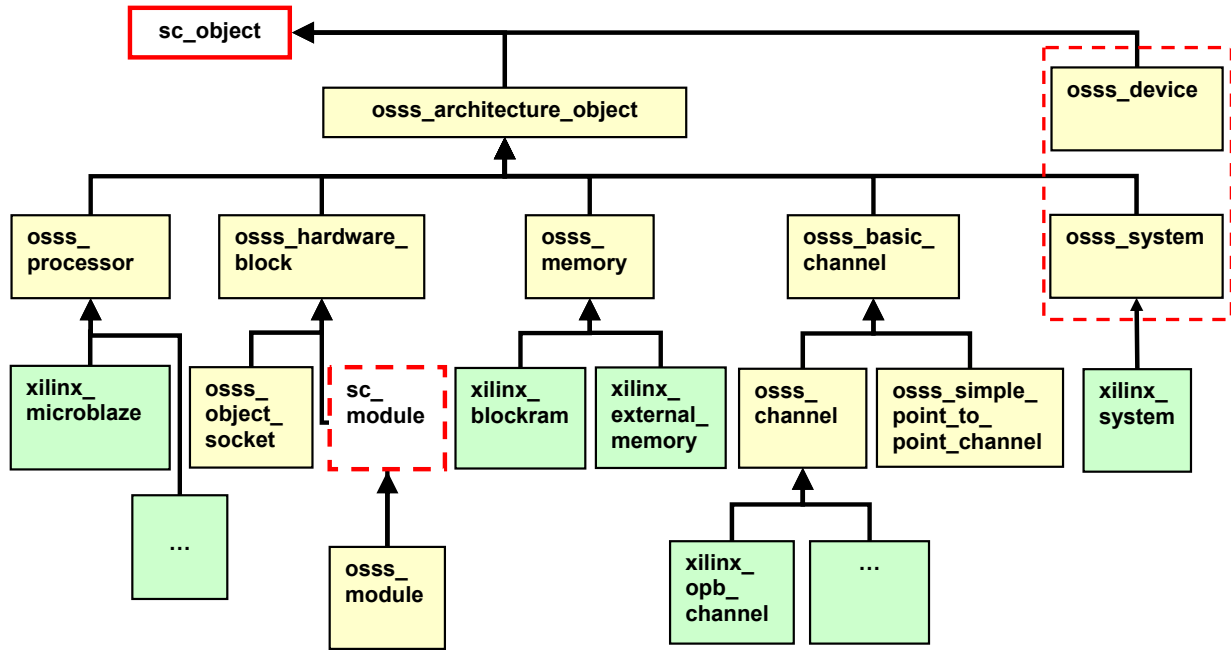 sc_object
osss_device
osss_architecture_object
osss_
processor
osss_hardware_
block
osss_
memory
osss_basic_
channel
osss_system
xilinx_
microblaze
osss_
object_
socket
sc_
module
xilinx_
blockram
xilinx_
external_
memory
osss_
channel
osss_simple_
point_to_
point_channel
xilinx_
system
...
osss_
module
xilinx_
opb_
channel
...